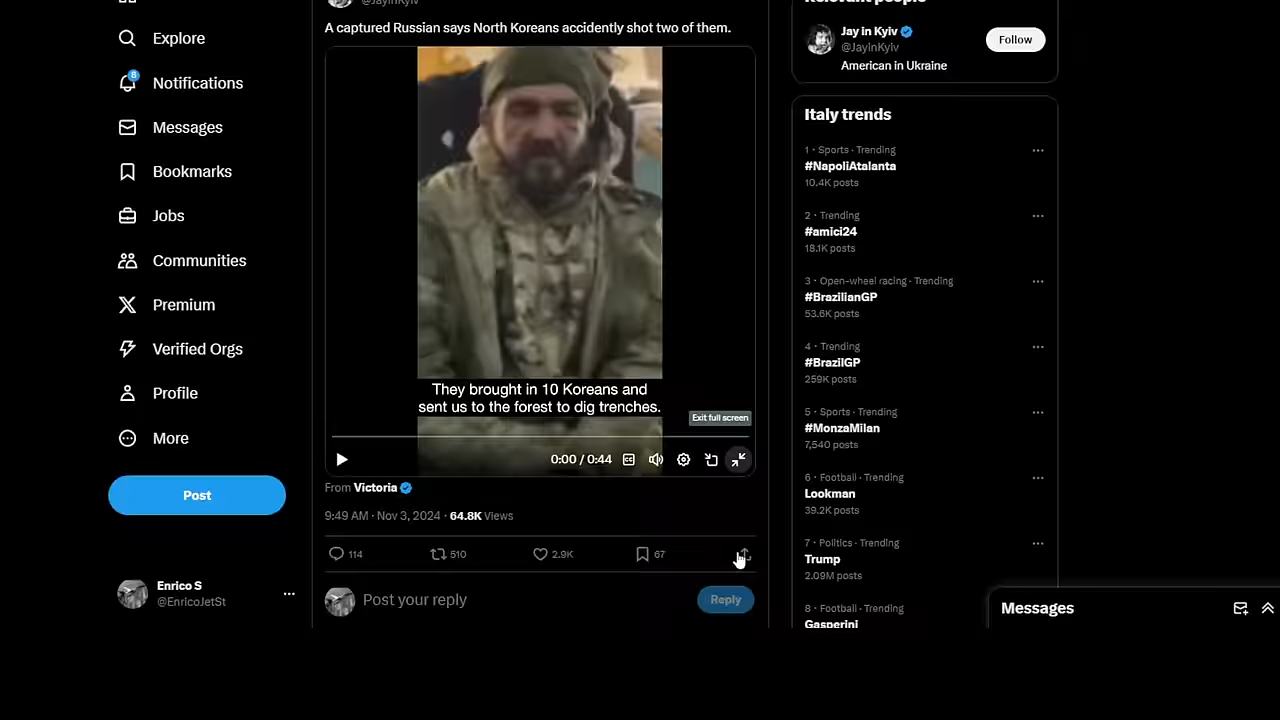 @JayinKyiv
A captured Russian says North Koreans accidently shot two of them.
They brought in 10 Koreans and
sent us to the forest to dig trenches.
Exit full screen
0:00 / 0:44
From Victoria
9:49 AM · Nov 3, 2024 · 64.8K Views
114
510
2.9K
67
Post your reply
Reply
Explore
8
Notifications
Messages
Bookmarks
Jobs
Communities
Premium
Verified Orgs
Profile
More
Post
Enrico S
@EnricoJetSt
Relevant people
Jay in Kyiv
@JayinKyiv
Follow
American in Ukraine
Italy trends
1 · Sports · Trending
#NapoliAtalanta
10.4K posts
2 · Trending
#amici24
18.1K posts
3 · Open-wheel racing · Trending
#BrazilianGP
53.6K posts
4 · Trending
#BrazilGP
259K posts
5 · Sports · Trending
#MonzaMilan
7,540 posts
6 · Football · Trending
Lookman
39.2K posts
7 · Politics · Trending
Trump
2.09M posts
8 · Football · Trending
Gasperini
Messages